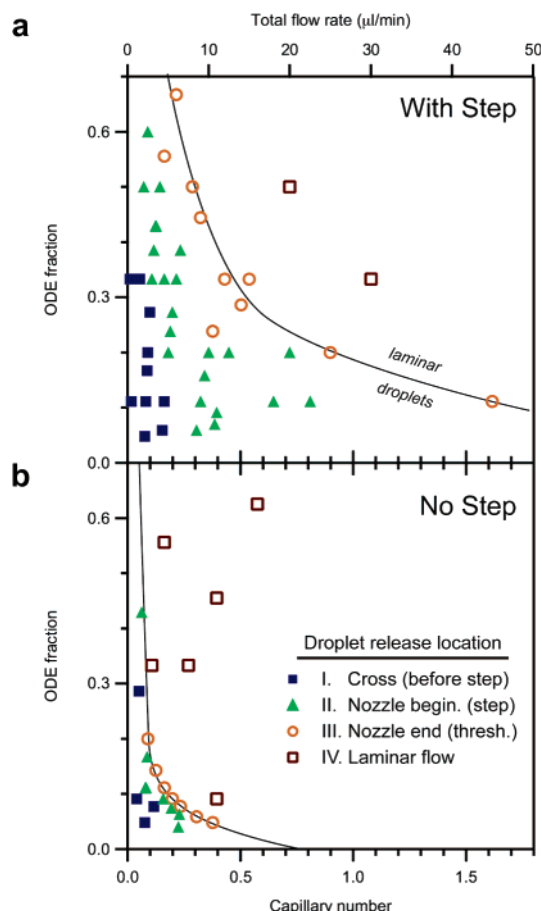 Total flow rate (μl/min)
a
0 10 20 30 40 50
With Step
0.6
ODE fraction
0.3
laminar
droplets
0.0
b
No Step
0.6
ODE fraction
Droplet release location
I. Cross (before step)
0.3
II. Nozzle begin. (step)
III. Nozzle end (thresh.)
IV. Laminar flow
0.0
0.0 0.5 1.0 1.5
Capillary number